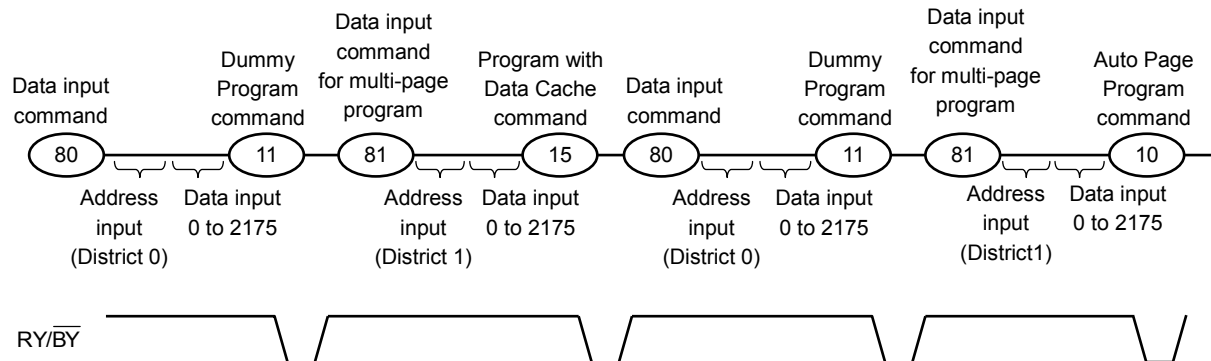 Data input
command
Dummy
Program
command
Data input
command
for multi-page
program
Program with
Data Cache
command
Data input
command
Dummy
Program
command
Data input
command
for multi-page
program
Auto Page
Program
command
80
11
81
15
80
11
81
10
Address
input
(District 0)
Data input
0 to 2175
Address
input
(District 1)
Data input
0 to 2175
Address
input
(District 0)
Data input
0 to 2175
Address
input
(District1)
Data input
0 to 2175
RY/B̅Y̅